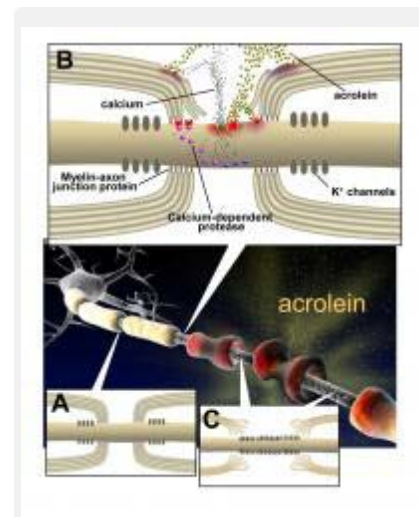 B
calcium
acrolein
Myelin-axon
junction protein
Calcium-dependent
protease
K⁺ channels
acrolein
A
C